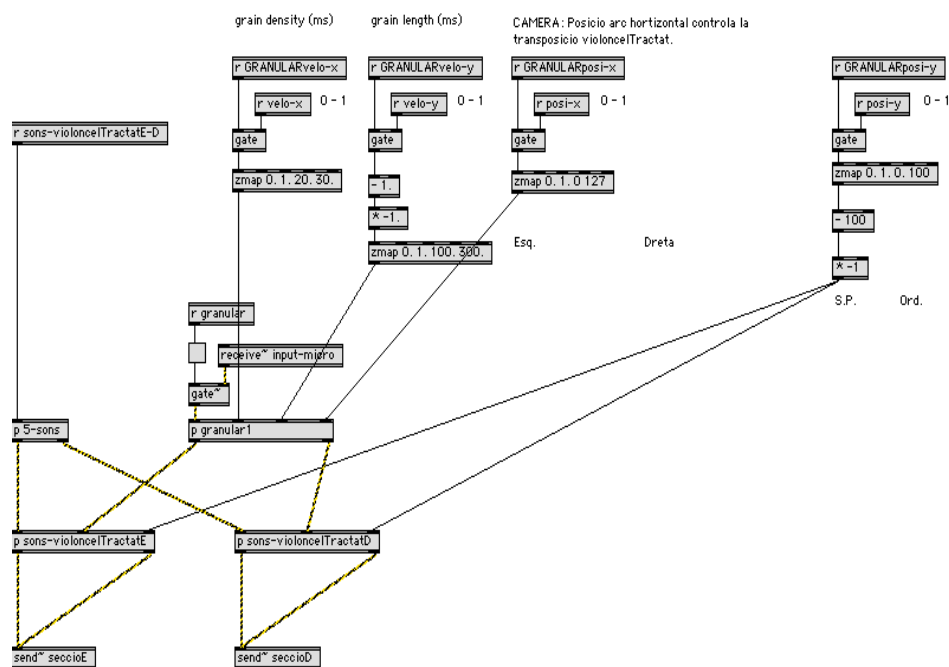 grain density (ms)
grain length (ms)
CAMERA: Posicio arc hortizontal controla la
transposicio violoncelTractat.
r GRANULARvelo-x
r GRANULARvelo-y
r GRANULARposi-x
r GRANULARposi-y
r velo-x
0 - 1
r velo-y
0 - 1
r posi-x
0 - 1
r posi-y
0 - 1
r sons-violoncelTractatE-D
gate
gate
gate
gate
zmap 0. 1. 20. 30.
- 1.
zmap 0. 1. 0 127
zmap 0. 1. 0. 100
* -1.
- 100
zmap 0. 1. 100. 300.
Esq.
Dreta
* -1
S.P.
Ord.
r granular
receive~ input-micro
gate~
p 5-sons
p granular1
p sons-violoncelTractatE
p sons-violoncelTractatD
send~ seccioE
send~ seccioD